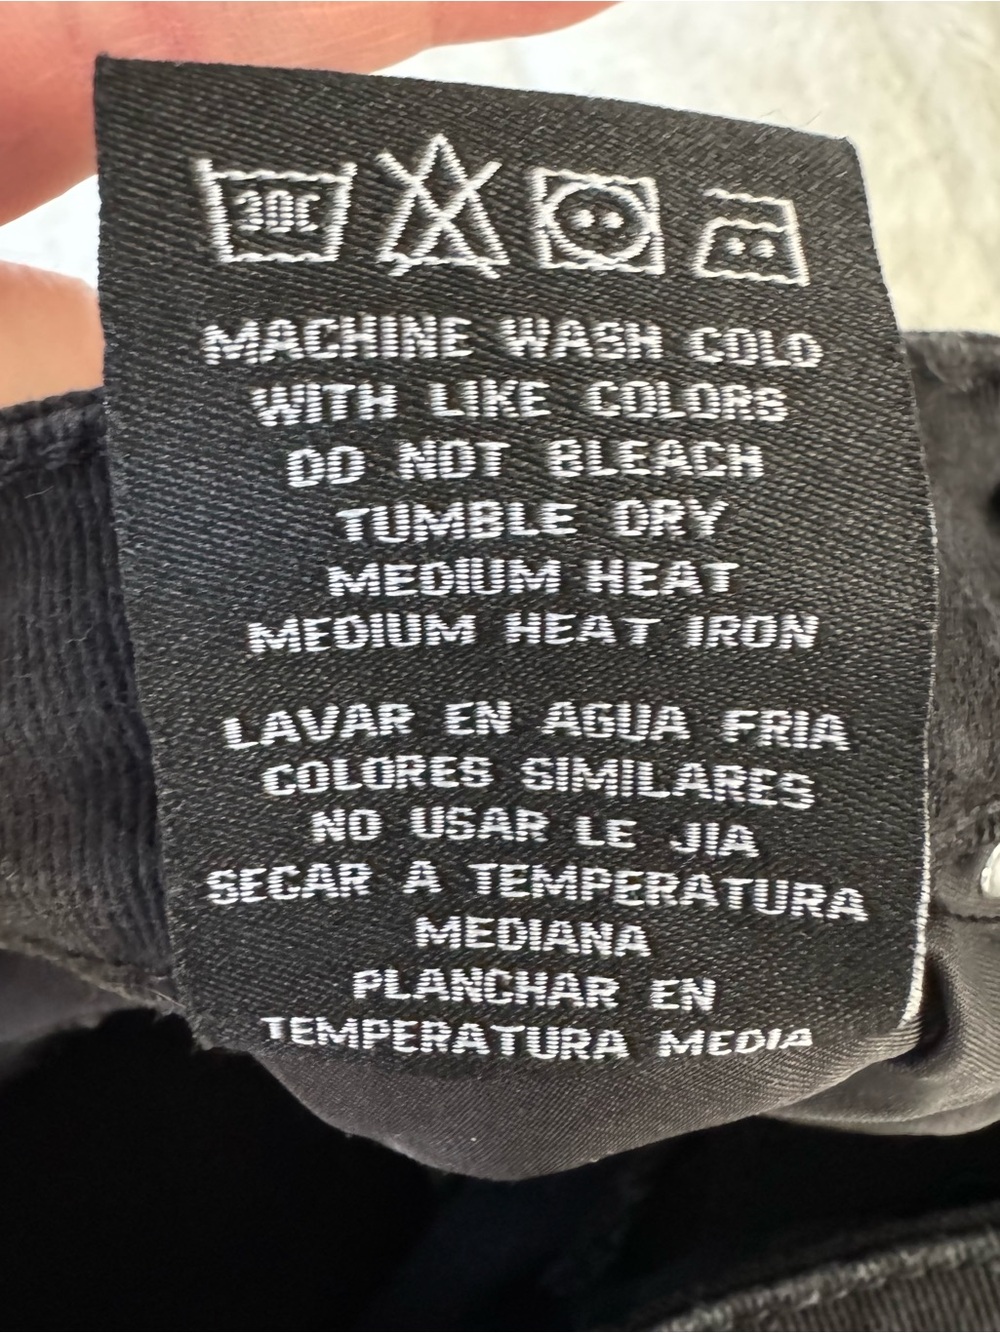 30C
MACHINE WASH COLD
WITH LIKE COLORS
DO NOT BLEACH
TUMBLE DRY
MEDIUM HEAT
MEDIUM HEAT IRON
LAVAR EN AGUA FRIA
COLORES SIMILARES
NO USAR LE JIA
SECAR A TEMPERATURA
MEDIANA
PLANCHAR EN
TEMPERATURA MEDIA